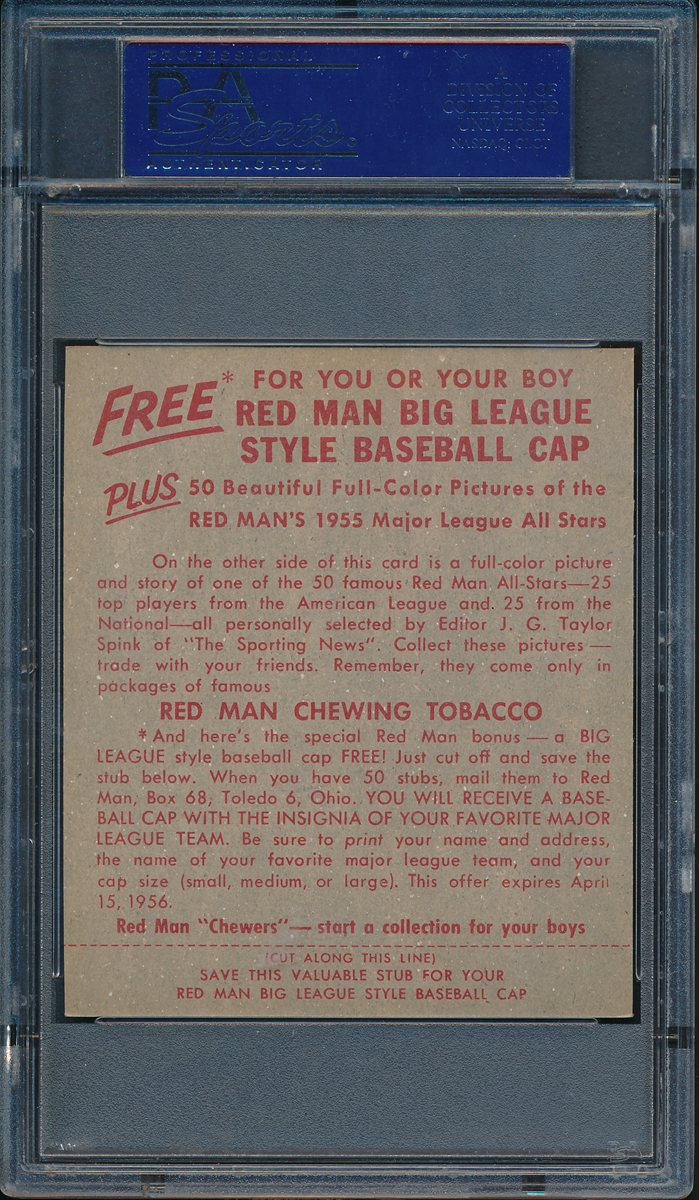 PROFESSIONAL
PSA
Sports
AUTHENTICATOR
A
DIVISION OF
COLLECTORS
UNIVERSE
NASDAQ: CLCT
FREE* FOR YOU OR YOUR BOY
RED MAN BIG LEAGUE
STYLE BASEBALL CAP
PLUS 50 Beautiful Full-Color Pictures of the
RED MAN'S 1955 Major League All Stars
On the other side of this card is a full-color picture
and story of one of the 50 famous Red Man All-Stars—25
top players from the American League and. 25 from the
National—all personally selected by Editor J. G. Taylor
Spink of "The Sporting News". Collect these pictures—
trade with your friends. Remember, they come only in
packages of famous
RED MAN CHEWING TOBACCO
*And here's the special Red Man bonus—a BIG
LEAGUE style baseball cap FREE! Just cut off and save the
stub below. When you have 50 stubs, mail them to Red
Man, Box 68, Toledo 6, Ohio. YOU WILL RECEIVE A BASE-
BALL CAP WITH THE INSIGNIA OF YOUR FAVORITE MAJOR
LEAGUE TEAM. Be sure to print your name and address,
the name of your favorite major league team, and your
cap size (small, medium, or large). This offer expires April
15, 1956.
Red Man "Chewers"—start a collection for your boys
(CUT ALONG THIS LINE)
SAVE THIS VALUABLE STUB FOR YOUR
RED MAN BIG LEAGUE STYLE BASEBALL CAP